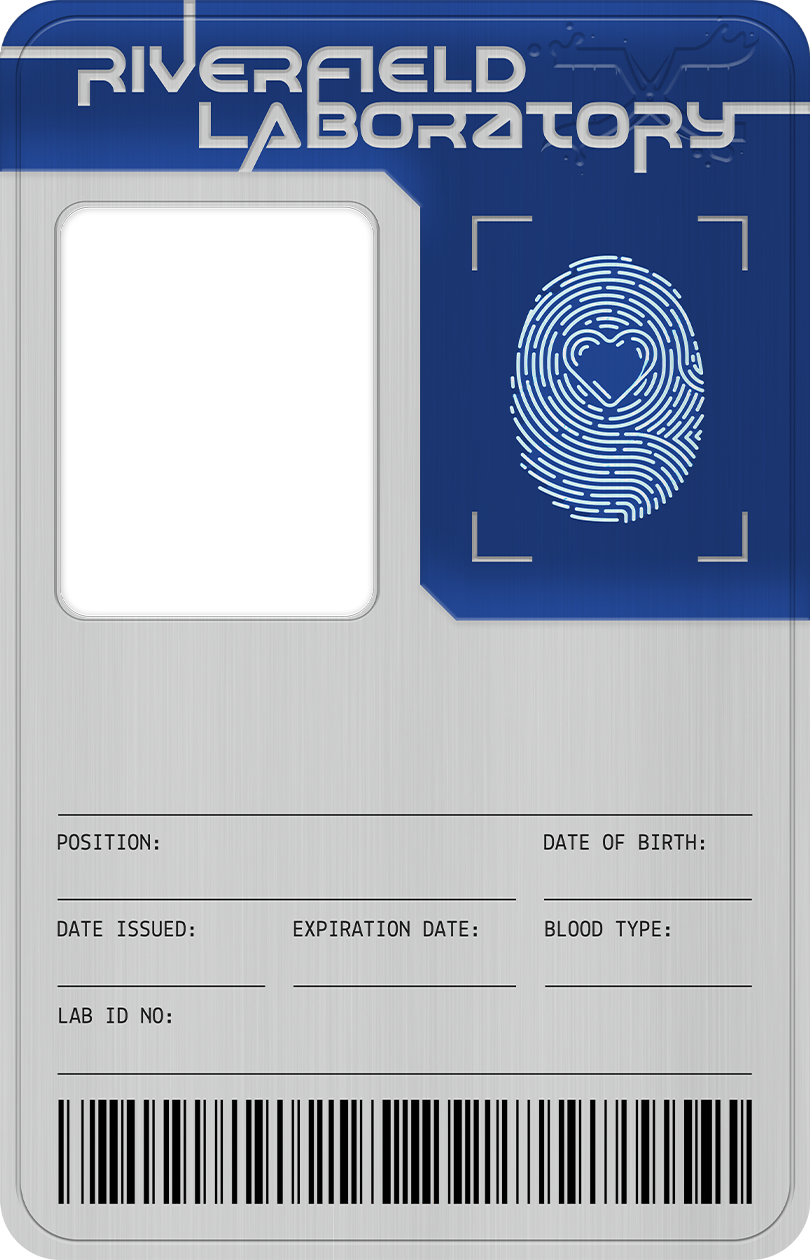 RIVERFIELD
LABORATORY
POSITION:
DATE OF BIRTH:
DATE ISSUED:
EXPIRATION DATE:
BLOOD TYPE:
LAB ID NO: